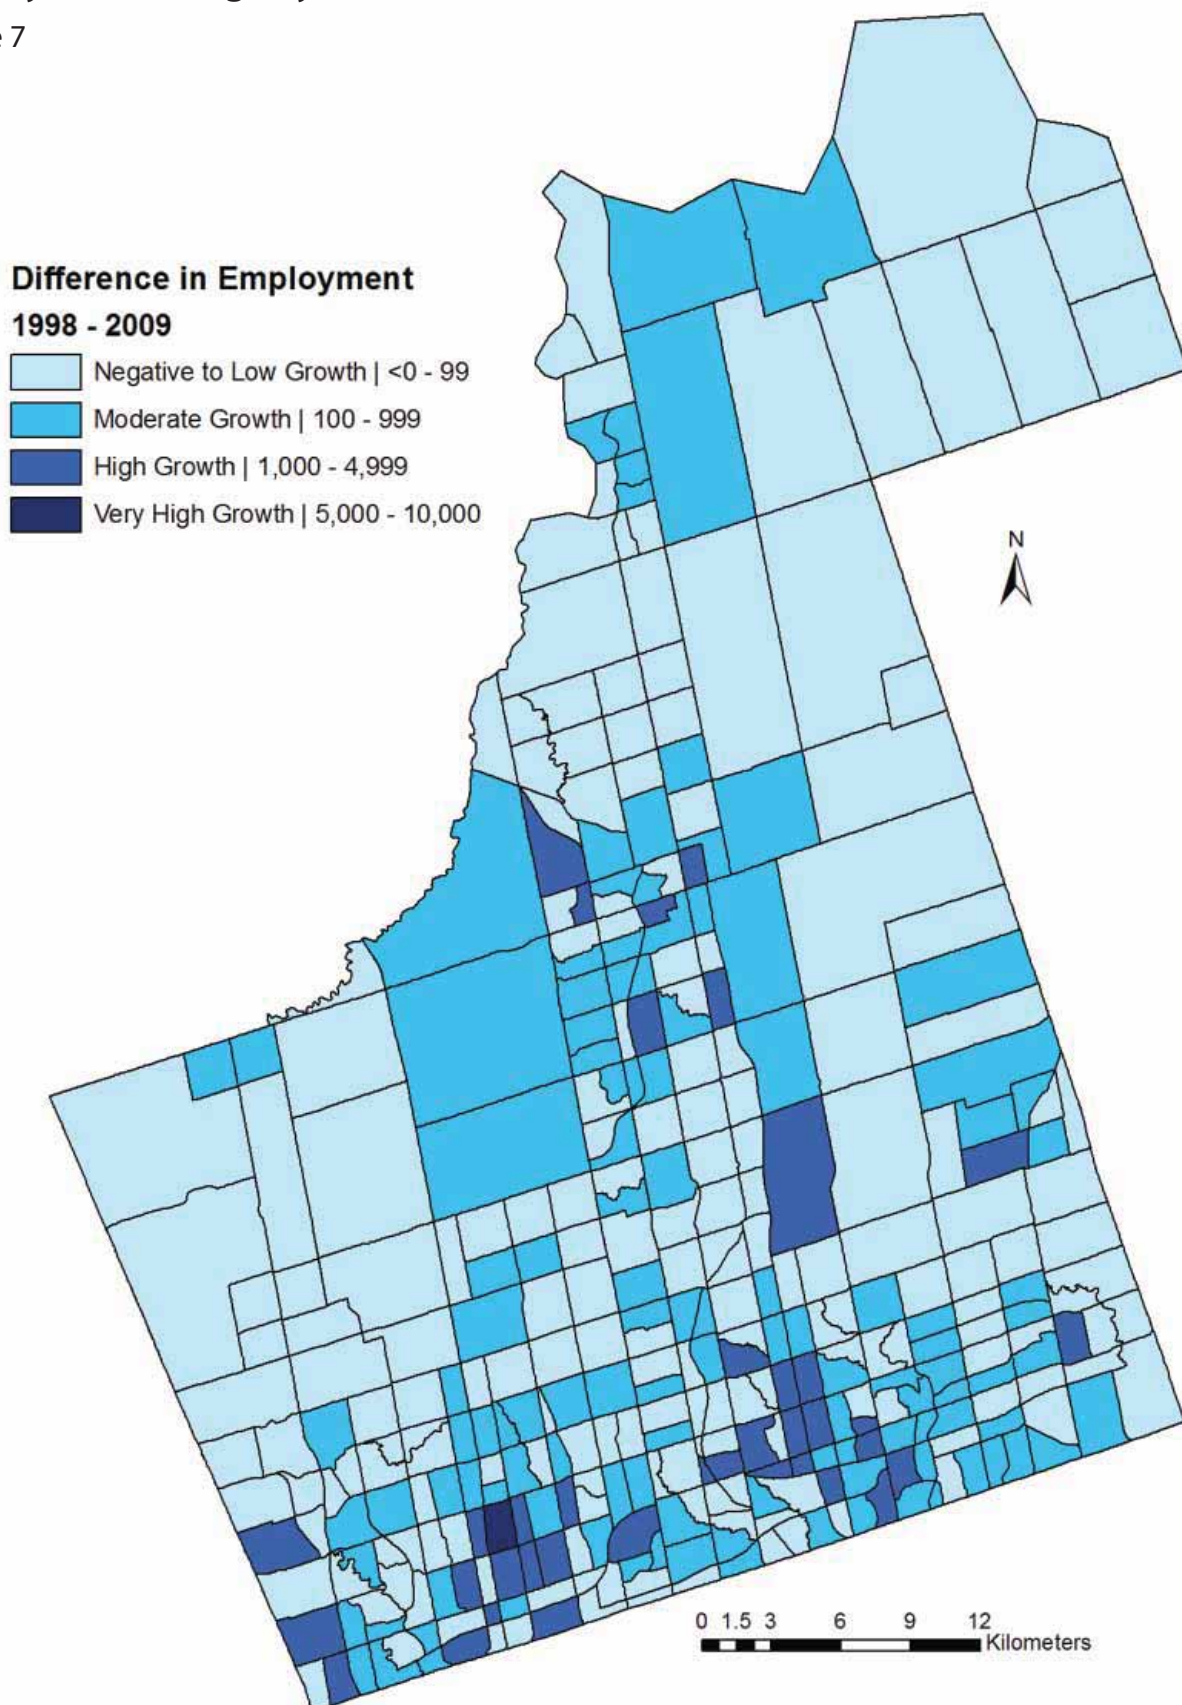 7
Difference in Employment
1998 - 2009
Negative to Low Growth | <0 - 99
Moderate Growth | 100 - 999
High Growth | 1,000 - 4,999
Very High Growth | 5,000 - 10,000
N
0 1.5 3 6 9 12
Kilometers